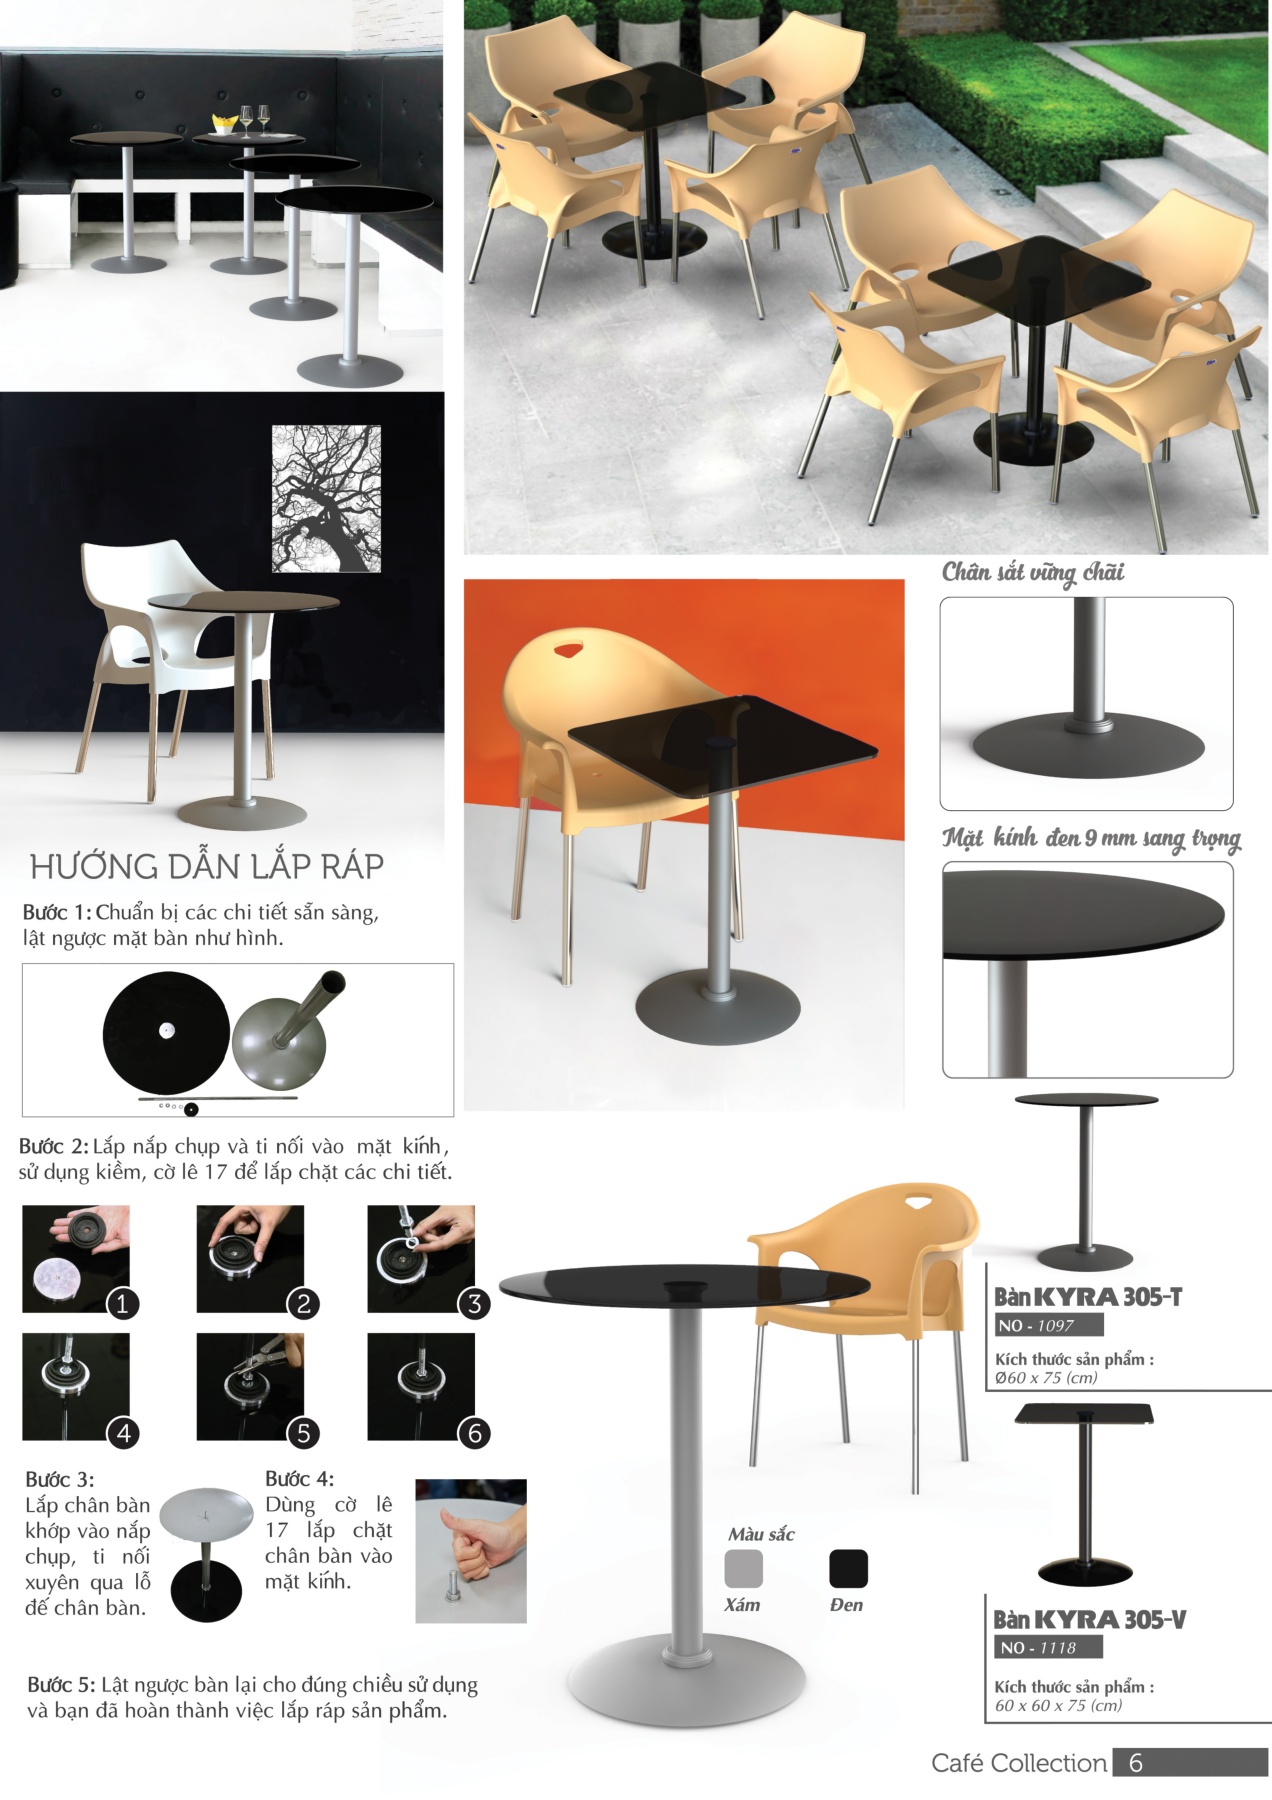 Chân sắt vững chãi
Mặt kính đen 9 mm sang trọng
HƯỚNG DẪN LẮP RÁP
Bước 1: Chuẩn bị các chi tiết sẵn sàng,
lật ngược mặt bàn như hình.
Bước 2: Lắp nắp chụp và ti nối vào mặt kính,
sử dụng kiềm, cờ lê 17 để lắp chặt các chi tiết.
1
2
3
4
5
6
Bước 3:
Lắp chân bàn
khớp vào nắp
chụp, ti nối
xuyên qua lỗ
đế chân bàn.
Bước 4:
Dùng cờ lê
17 lắp chặt
chân bàn vào
mặt kính.
Bước 5: Lật ngược bàn lại cho đúng chiều sử dụng
và bạn đã hoàn thành việc lắp ráp sản phẩm.
Màu sắc
Xám
Đen
Bàn KYRA 305-T
NO - 1097
Kích thước sản phẩm :
Ø60 x 75 (cm)
Bàn KYRA 305-V
NO - 1118
Kích thước sản phẩm :
60 x 60 x 75 (cm)
Café Collection 6